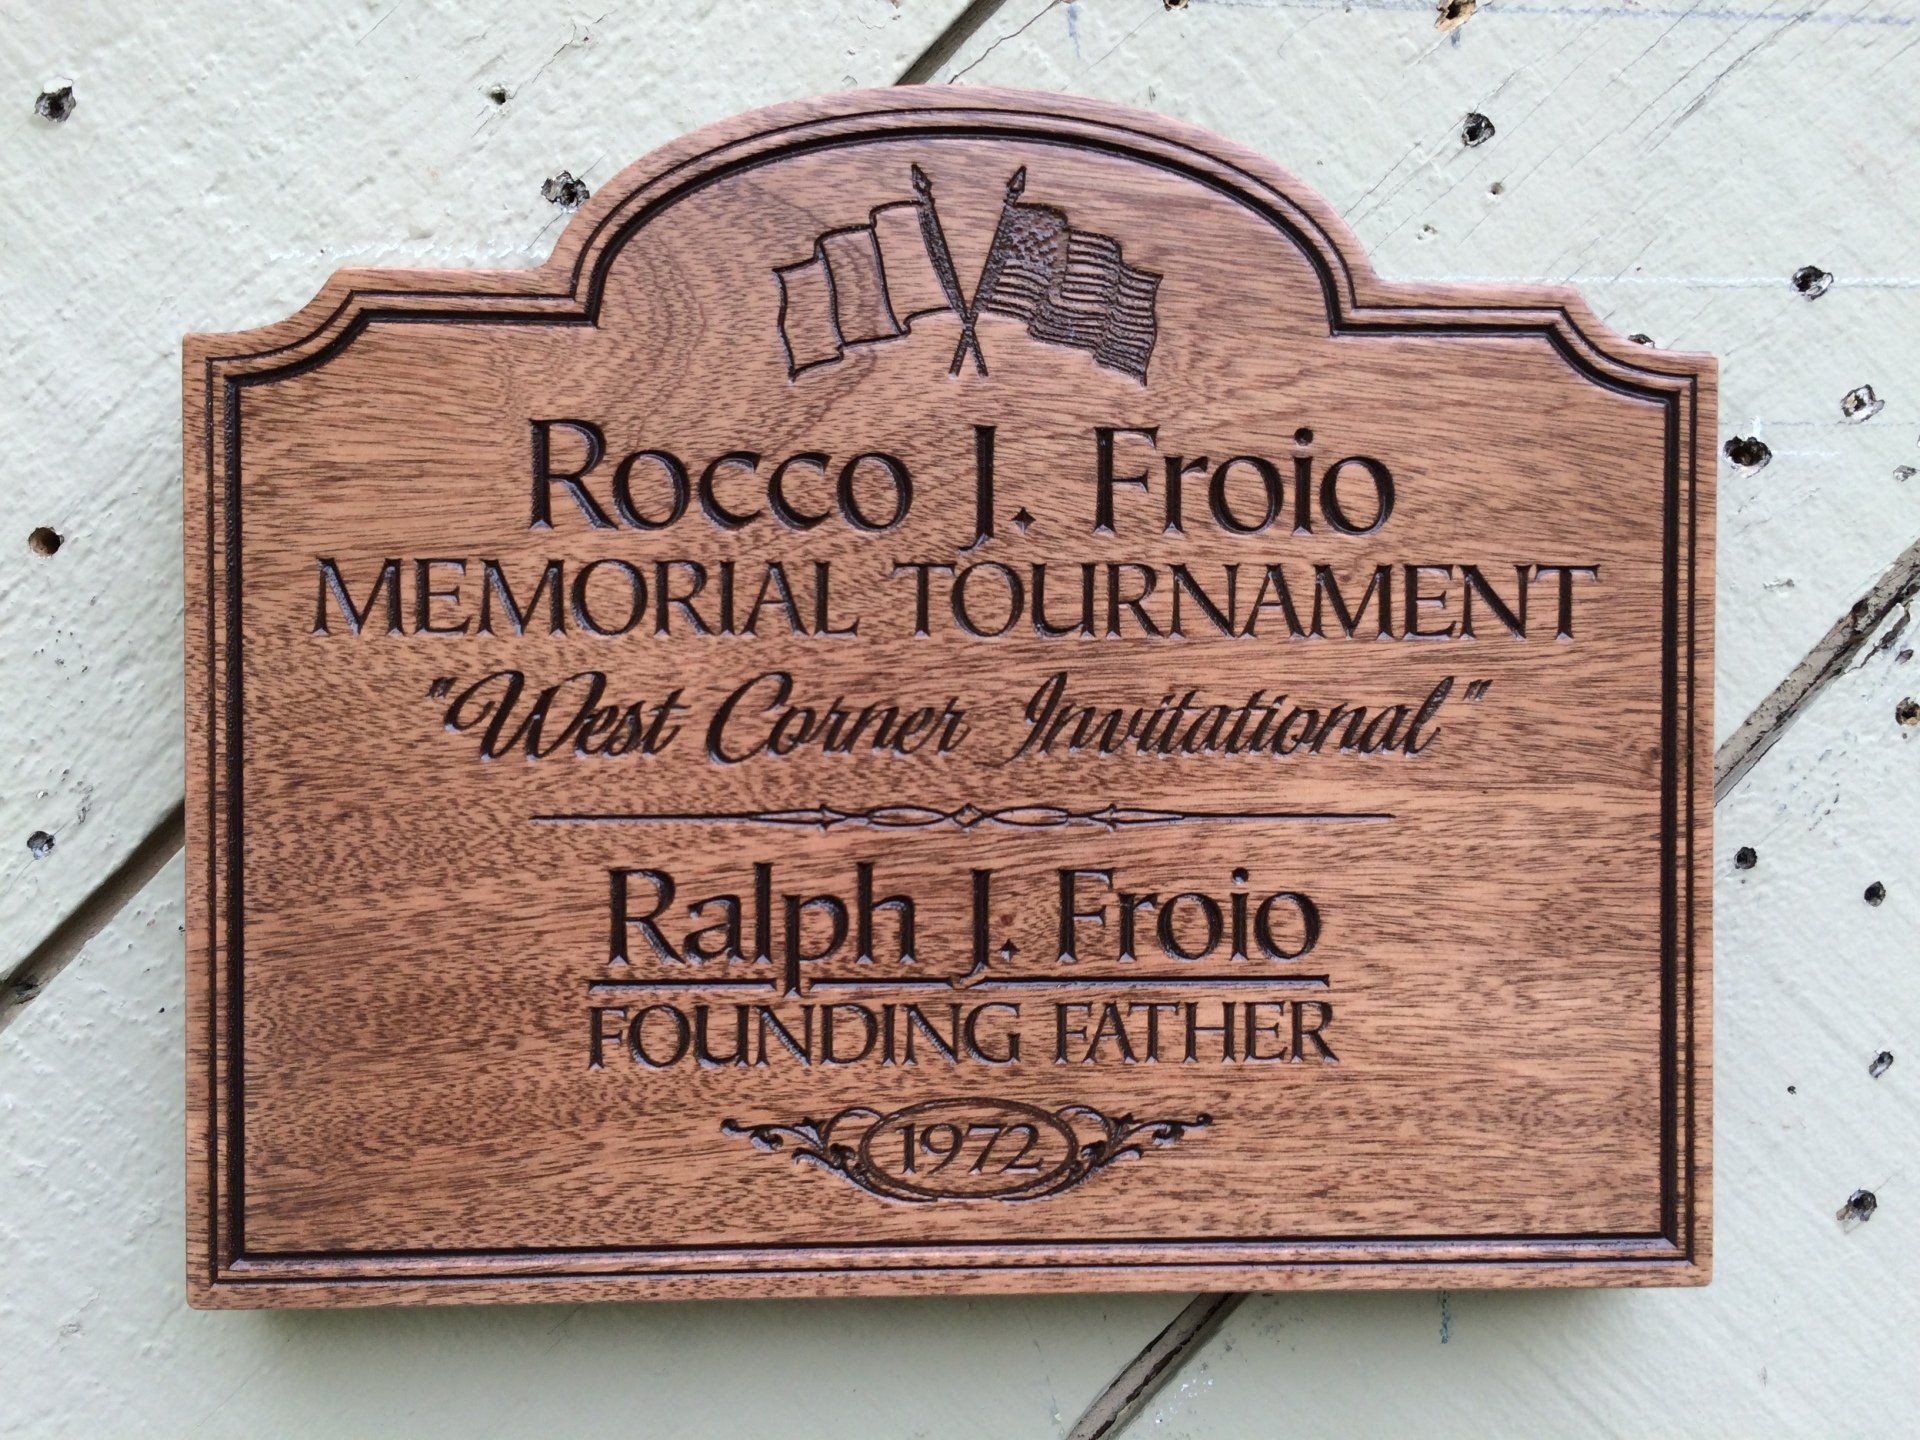 Rocco J. Froio
MEMORIAL TOURNAMENT
"West Corner Invitational"
Ralph J. Froio
FOUNDING FATHER
1972